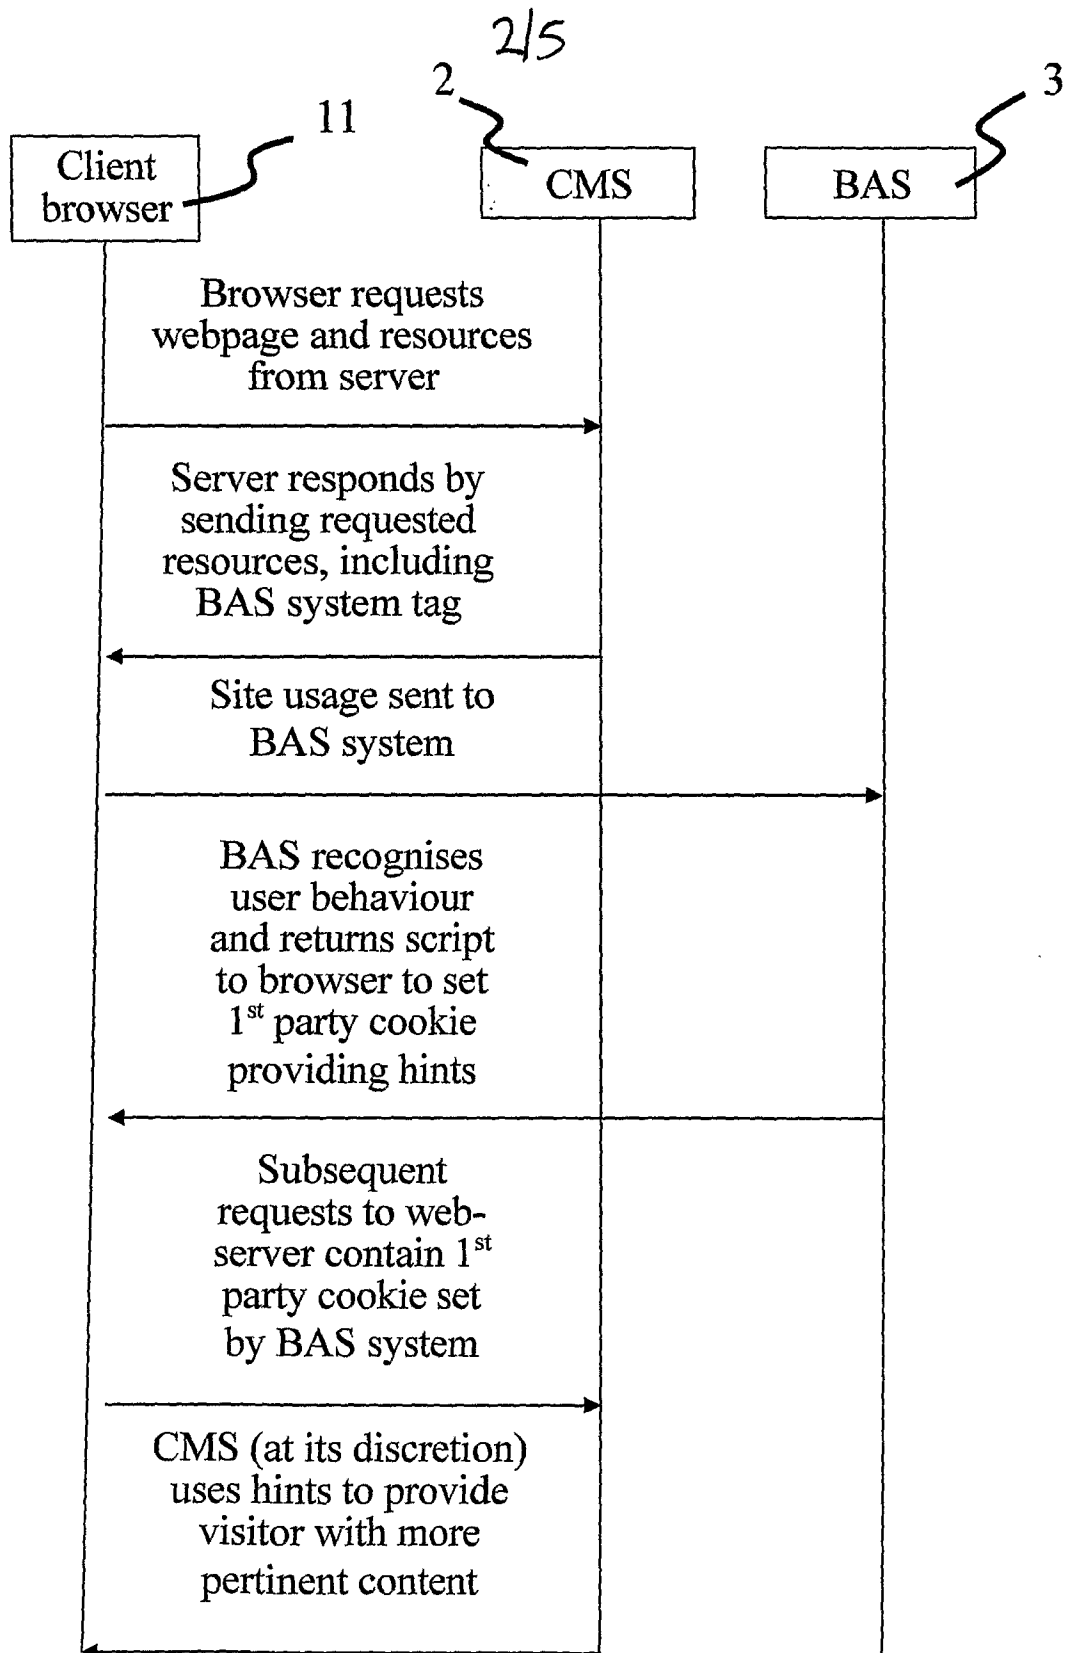 2/5
2
3
11
Client
browser
CMS
BAS
Browser requests
webpage and resources
from server
Server responds by
sending requested
resources, including
BAS system tag
Site usage sent to
BAS system
BAS recognises
user behaviour
and returns script
to browser to set
1st party cookie
providing hints
Subsequent
requests to web-
server contain 1st
party cookie set
by BAS system
CMS (at its discretion)
uses hints to provide
visitor with more
pertinent content